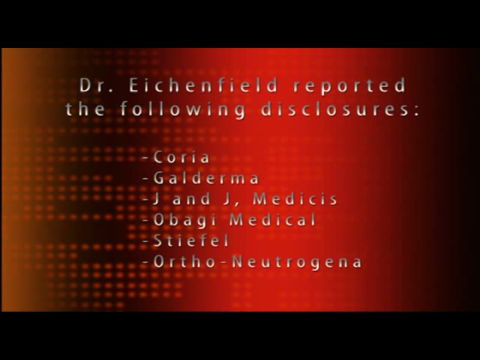 Dr. Eichenfield reported
the following disclosures:
-Coria
-Galderma
-J and J, Medicis
-Obagi Medical
-Stiefel
-Ortho-Neutrogena